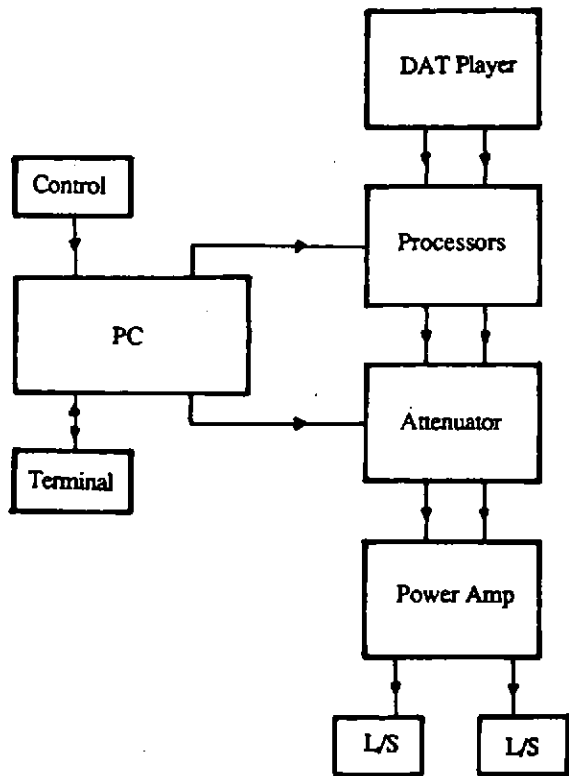 DAT Player
Control
Processors
PC
Attenuator
Terminal
Power Amp
L/S
L/S